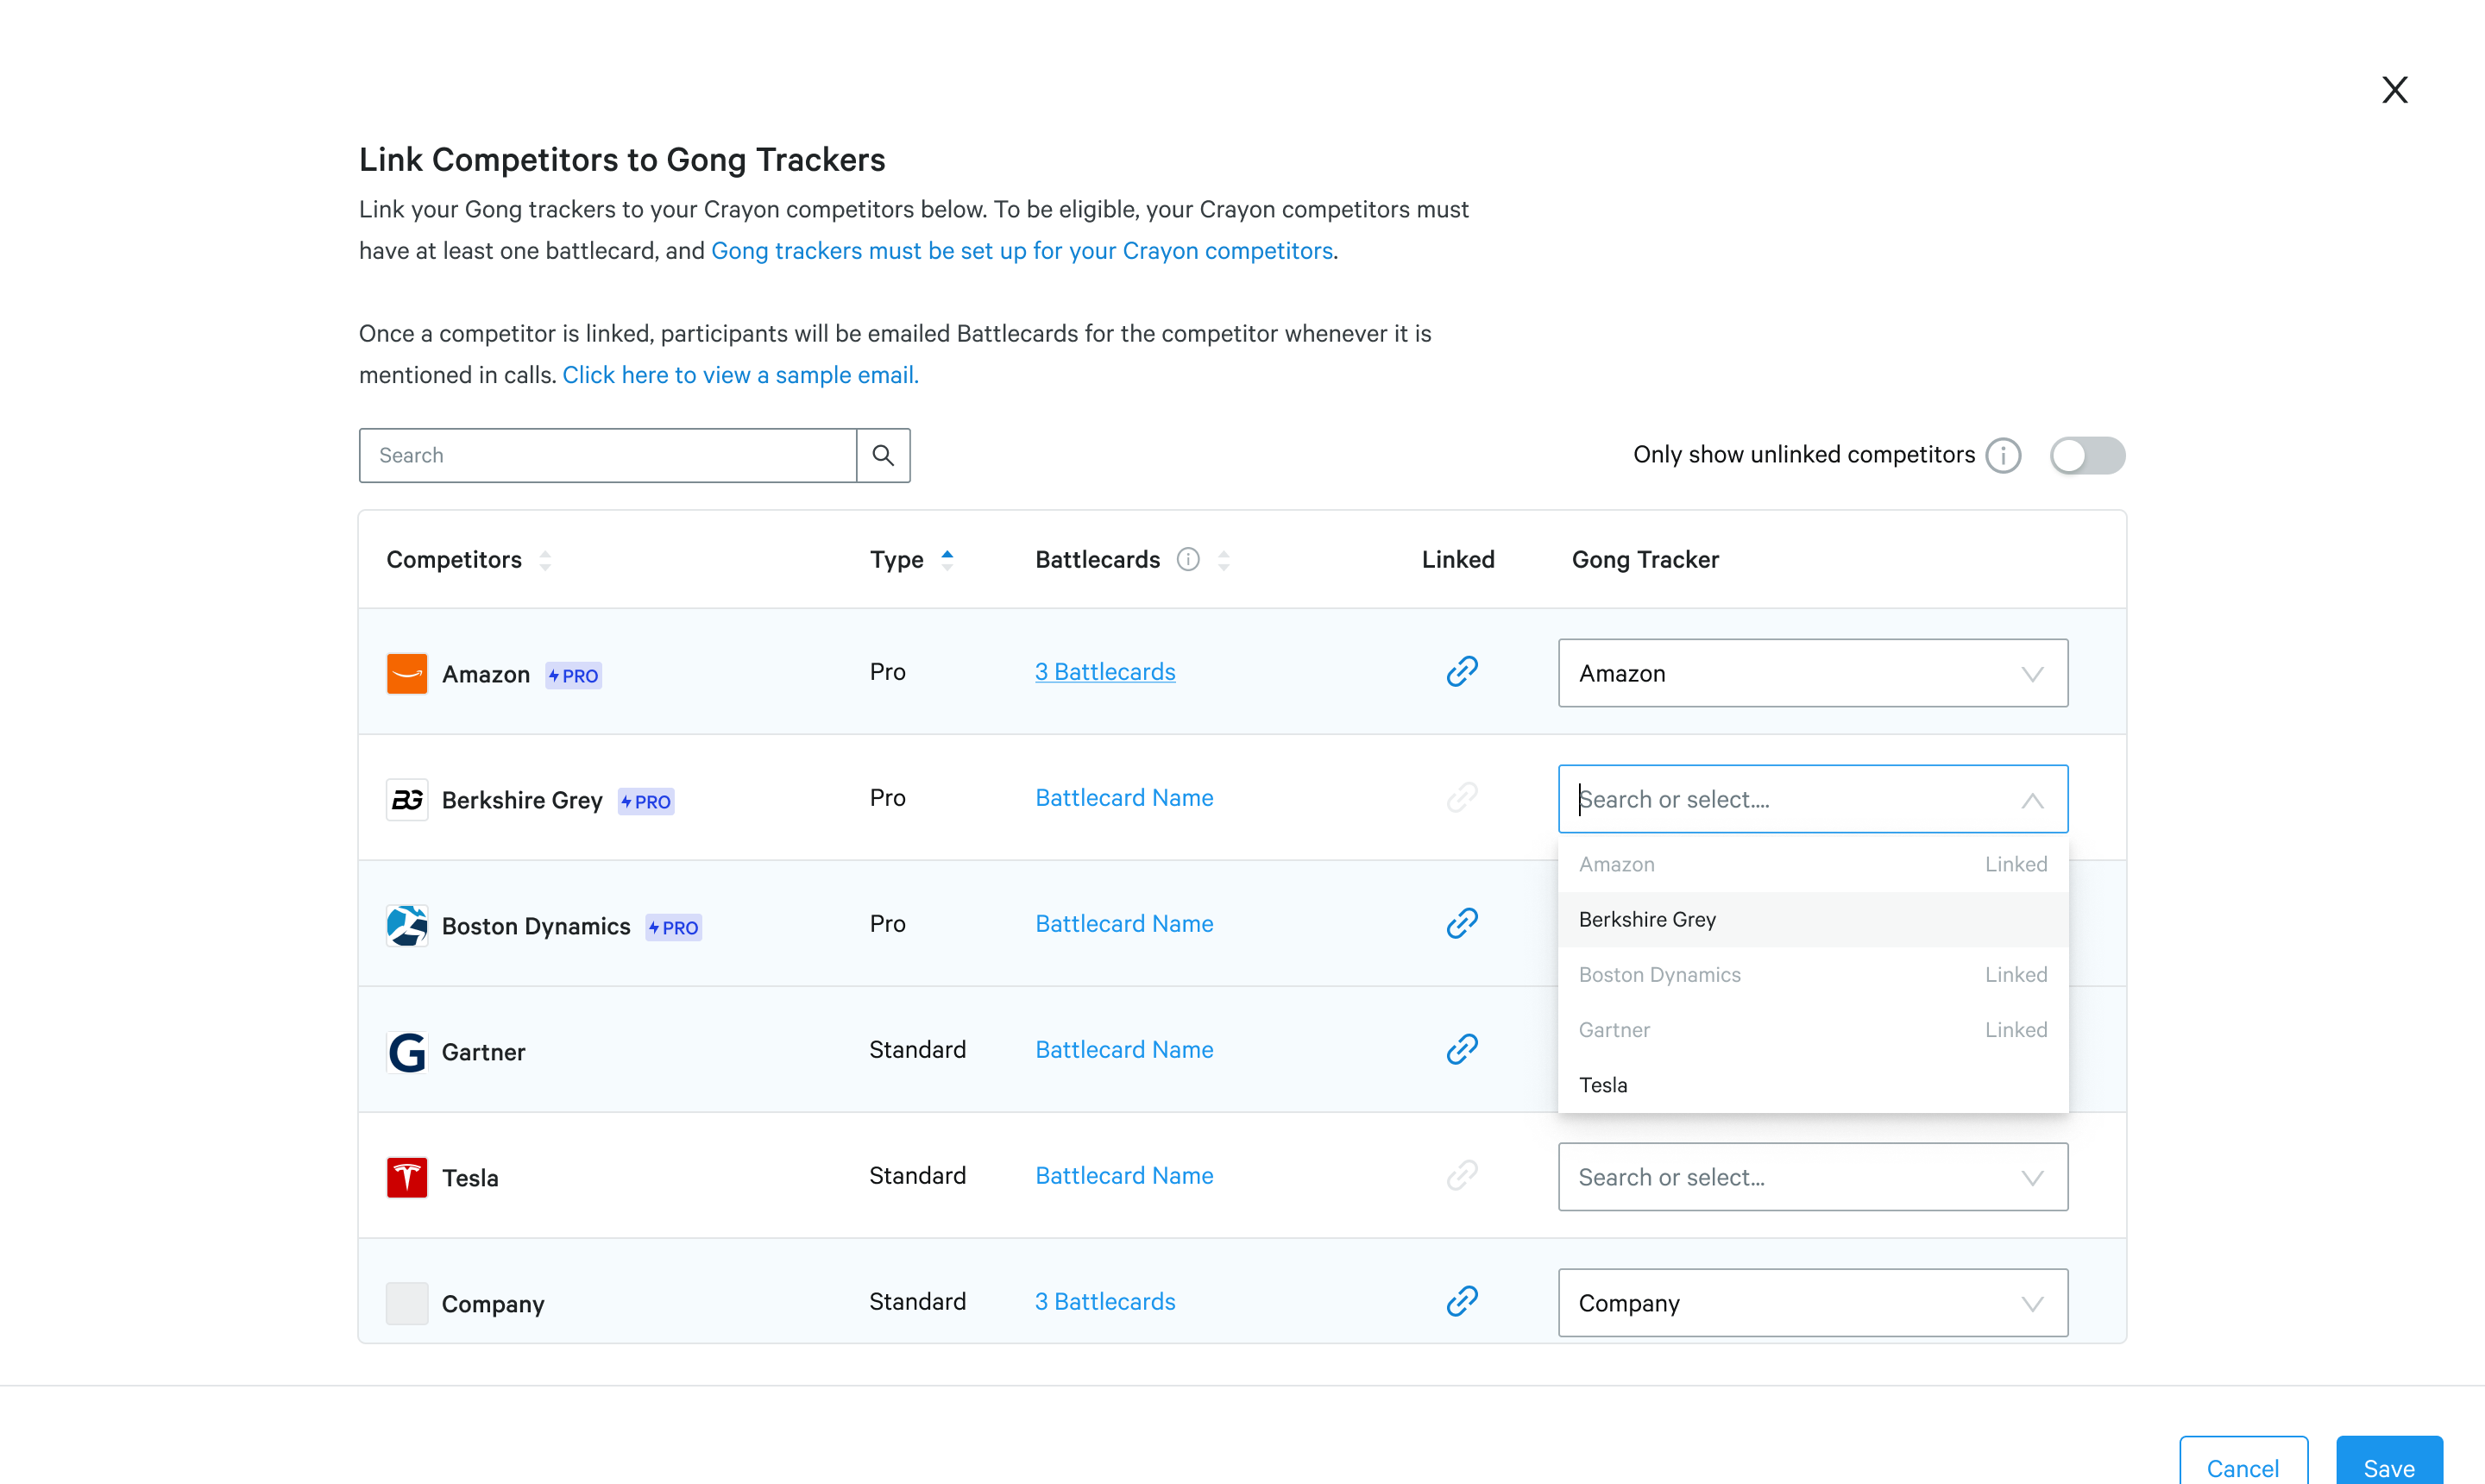 X
Link Competitors to Gong Trackers
Link your Gong trackers to your Crayon competitors below. To be eligible, your Crayon competitors must
have at least one battlecard, and Gong trackers must be set up for your Crayon competitors.
Once a competitor is linked, participants will be emailed Battlecards for the competitor whenever it is
mentioned in calls. Click here to view a sample email.
Search
Only show unlinked competitors i
Competitors Type Battlecards i Linked Gong Tracker
Amazon PRO Pro 3 Battlecards Amazon
BG Berkshire Grey PRO Pro Battlecard Name Search or select....
Amazon Linked
Berkshire Grey
Boston Dynamics PRO Pro Battlecard Name
Boston Dynamics Linked
Gartner Linked
G Gartner Standard Battlecard Name
Tesla
T Tesla Standard Battlecard Name Search or select...
Company Standard 3 Battlecards Company
Cancel Save